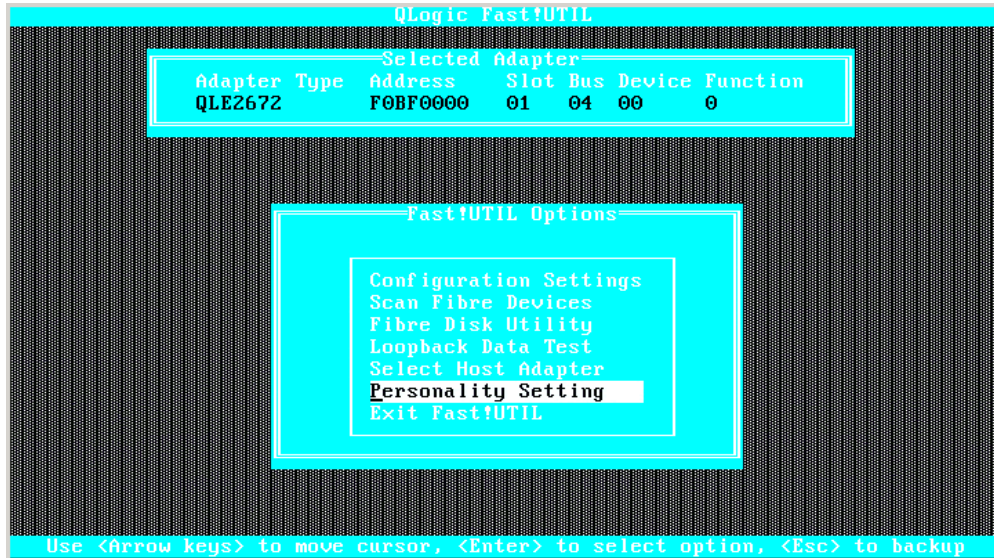 QLogic Fast!UTIL
Selected Adapter
Adapter Type Address Slot Bus Device Function
QLE2672 F0BF0000 01 04 00 0
Fast!UTIL Options
Configuration Settings
Scan Fibre Devices
Fibre Disk Utility
Loopback Data Test
Select Host Adapter
Personality Setting
Exit Fast!UTIL
Use <Arrow keys> to move cursor, <Enter> to select option, <Esc> to backup